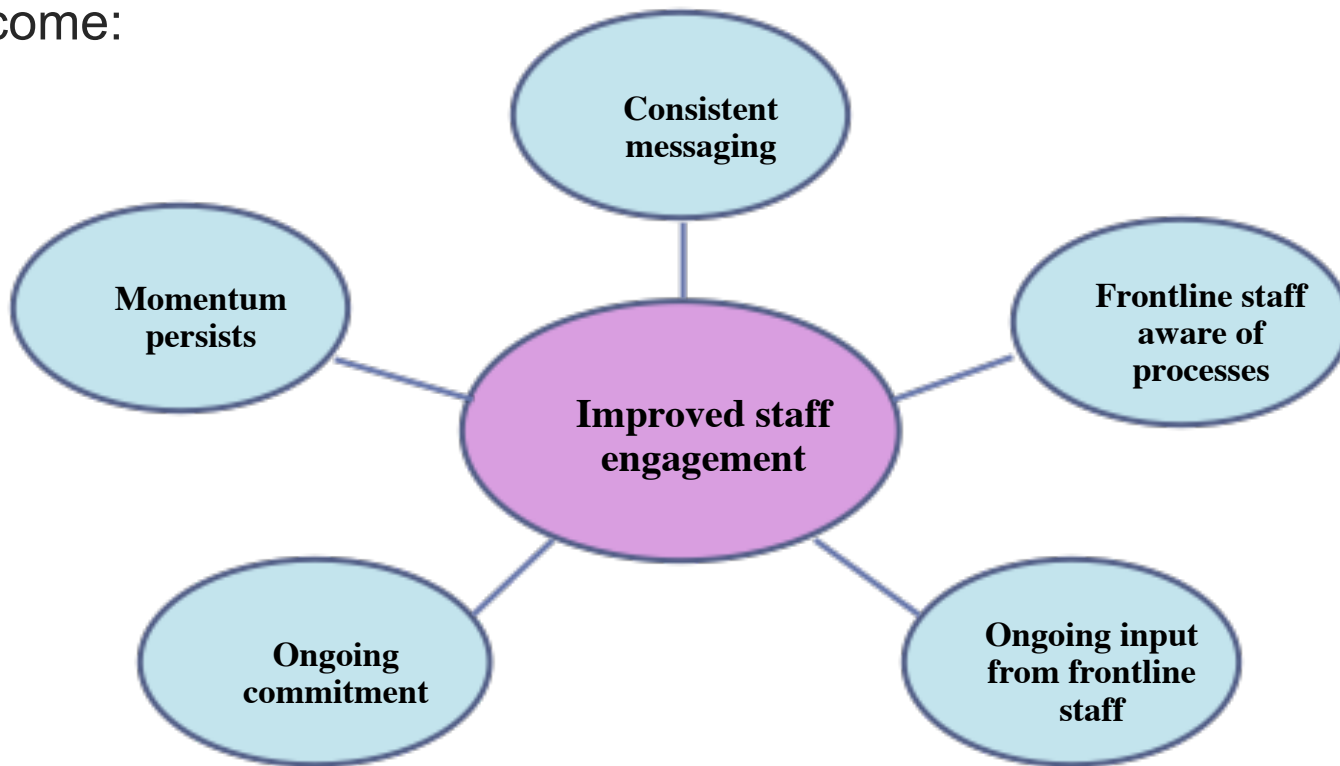 come:
Consistent
messaging
Momentum
persists
Frontline staff
aware of
processes
Improved staff
engagement
Ongoing
commitment
Ongoing input
from frontline
staff